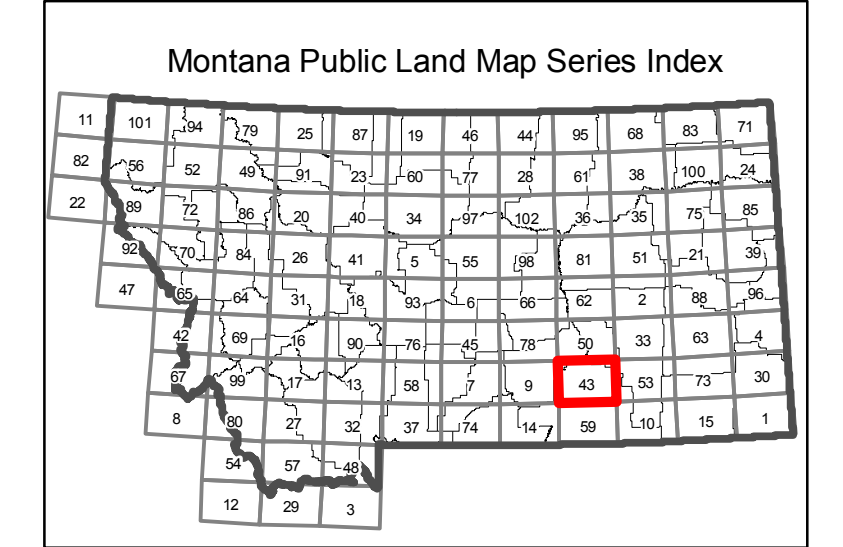 Montana Public Land Map Series Index
11 101 94 79 25 87 19 46 44 95 68 83 71
82 56 52 49 91 23 60 77 28 61 38 100 24
22 89 72 86 20 40 34 97 102 36 35 75 85
92 70 84 26 41 5 55 98 81 51 21 39
47 65 64 31 18 93 6 66 62 2 88 96
42 69 16 90 76 45 78 50 33 63 4
67 99 17 13 58 7 9 43 53 73 30
8 80 27 32 37 74 14 59 10 15 1
54 57 48
12 29 3